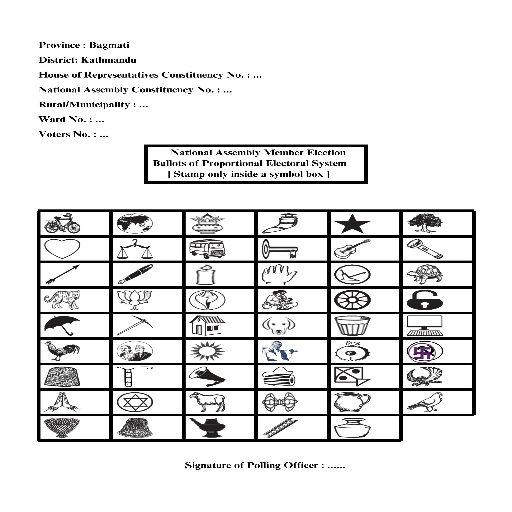 Province : Bagmati
District: Kathmandu
House of Representatives Constituency No. : ...
National Assembly Constituency No. : ...
Rural/Municipality : ...
Ward No. : ...
Voters No. : ...
National Assembly Member Election
Ballots of Proportional Electoral System
[ Stamp only inside a symbol box ]
Signature of Polling Officer : ......